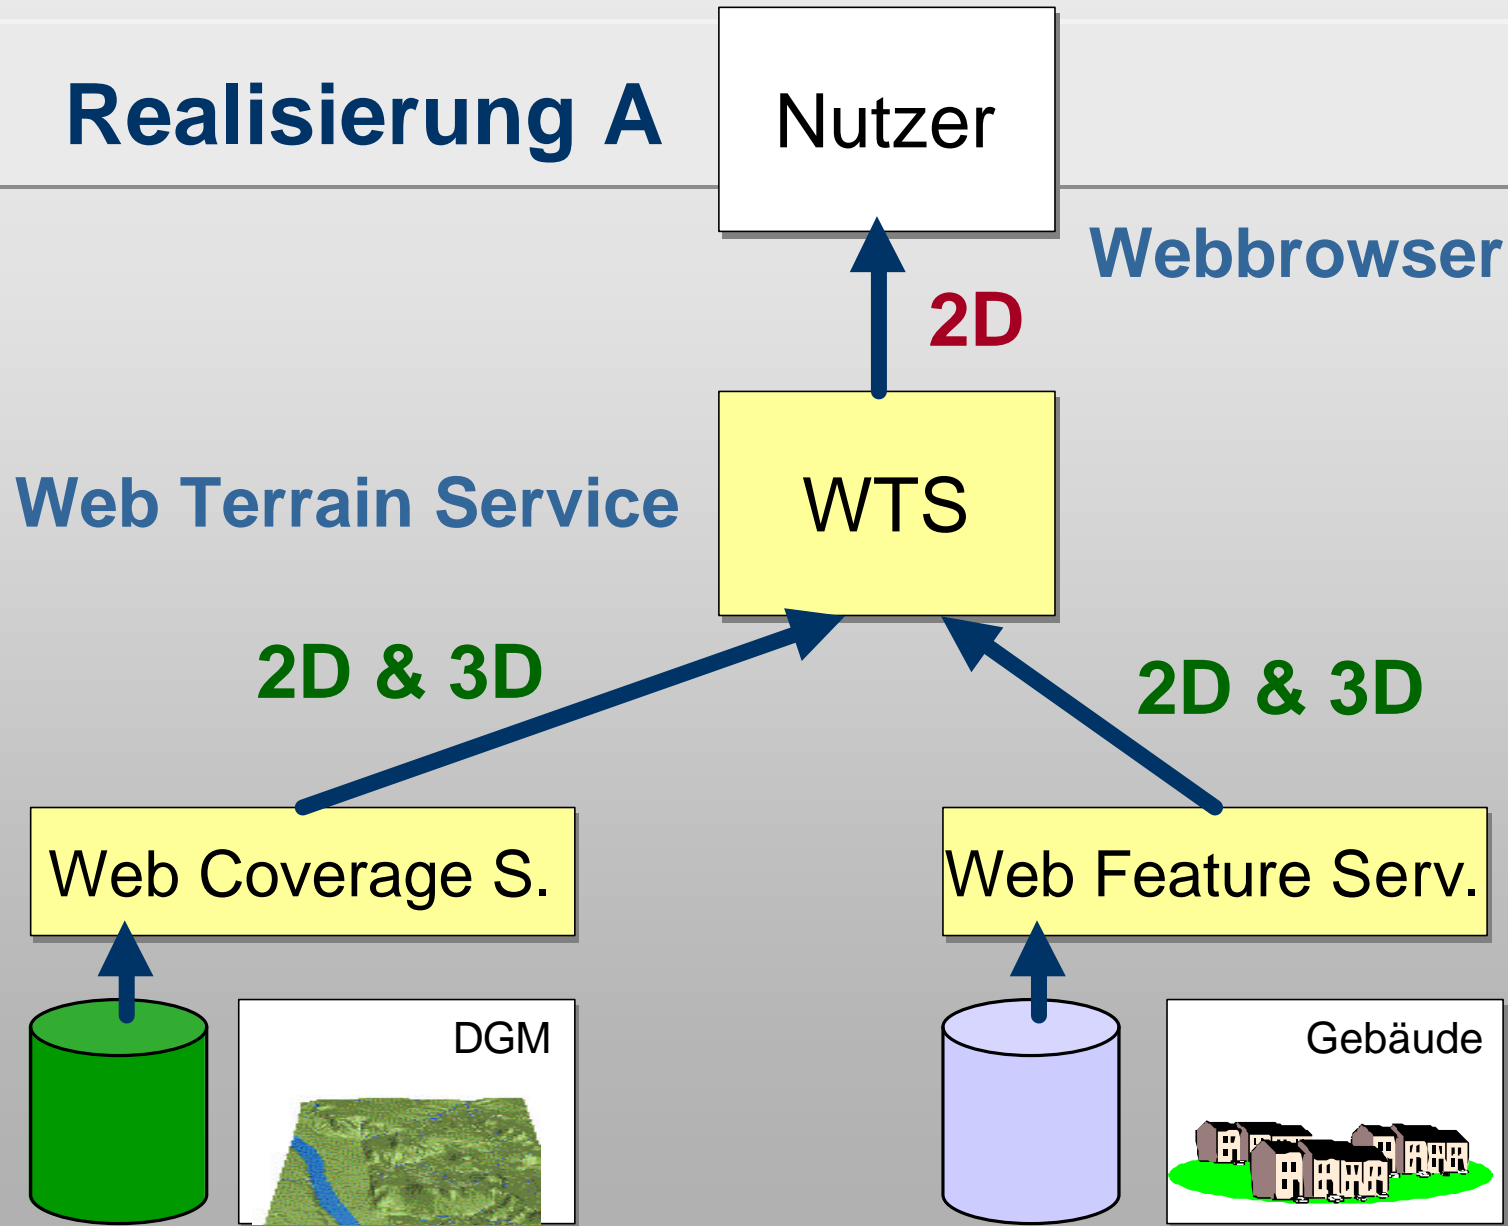 Realisierung A
Nutzer
Webbrowser
2D
Web Terrain Service
WTS
2D & 3D
2D & 3D
Web Coverage S.
Web Feature Serv.
DGM
Gebäude